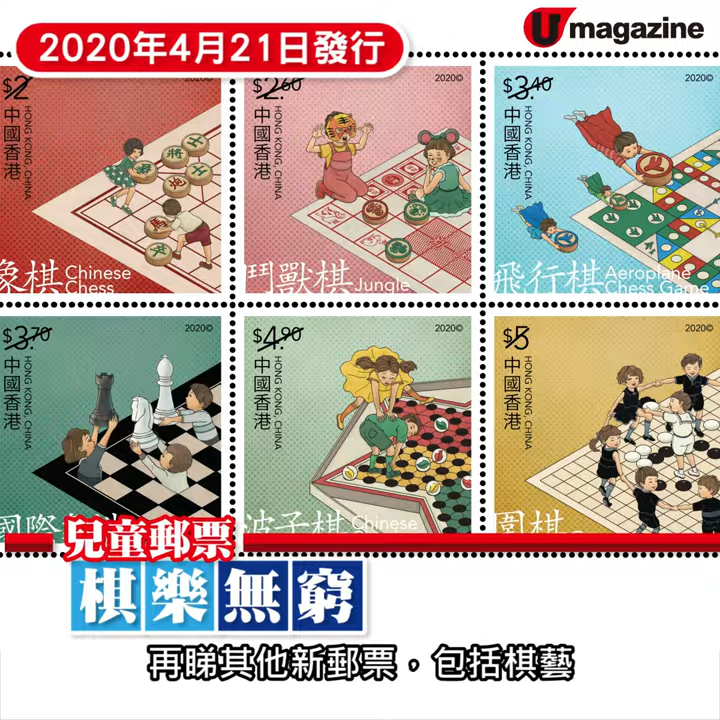 2020年4月21日發行
U magazine
$2
2020©
中國香港
HONG KONG, CHINA
將
象棋 Chinese Chess
$2.60
2020©
中國香港
HONG KONG, CHINA
鬥獸棋 Jungle
$3.40
2020©
中國香港
HONG KONG, CHINA
飛行棋 Aeroplane Chess Game
$3.70
2020©
中國香港
HONG KONG, CHINA
國際
$4.90
2020©
中國香港
HONG KONG, CHINA
波子棋 Chinese
$5
2020©
中國香港
HONG KONG, CHINA
圍棋
兒童郵票
棋樂無窮
再睇其他新郵票，包括棋藝